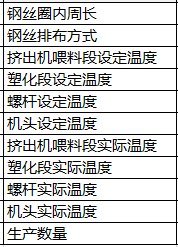 钢丝圈内周长
钢丝排布方式
挤出机喂料段设定温度
塑化段设定温度
螺杆设定温度
机头设定温度
挤出机喂料段实际温度
塑化段实际温度
螺杆实际温度
机头实际温度
生产数量